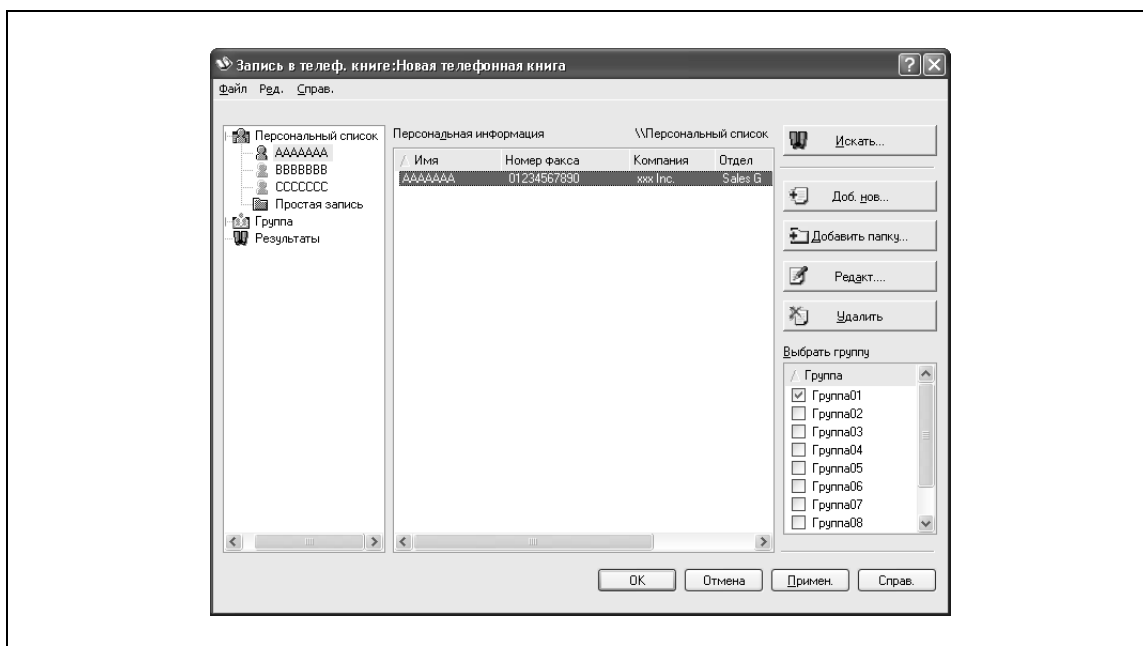 Запись в телеф. книге:Новая телефонная книга
Файл Ред. Справ.
Персональный список
AAAAAAA
BBBBBBB
CCCCCCC
Простая запись
Группа
Результаты
Персональная информация \\Персональный список
Имя Номер факса Компания Отдел
AAAAAAA 01234567890 xxx Inc. Sales G
Искать...
Доб. нов...
Добавить папку...
Редакт....
Удалить
Выбрать группу
Группа
Группа01
Группа02
Группа03
Группа04
Группа05
Группа06
Группа07
Группа08
OK Отмена Примен. Справ.